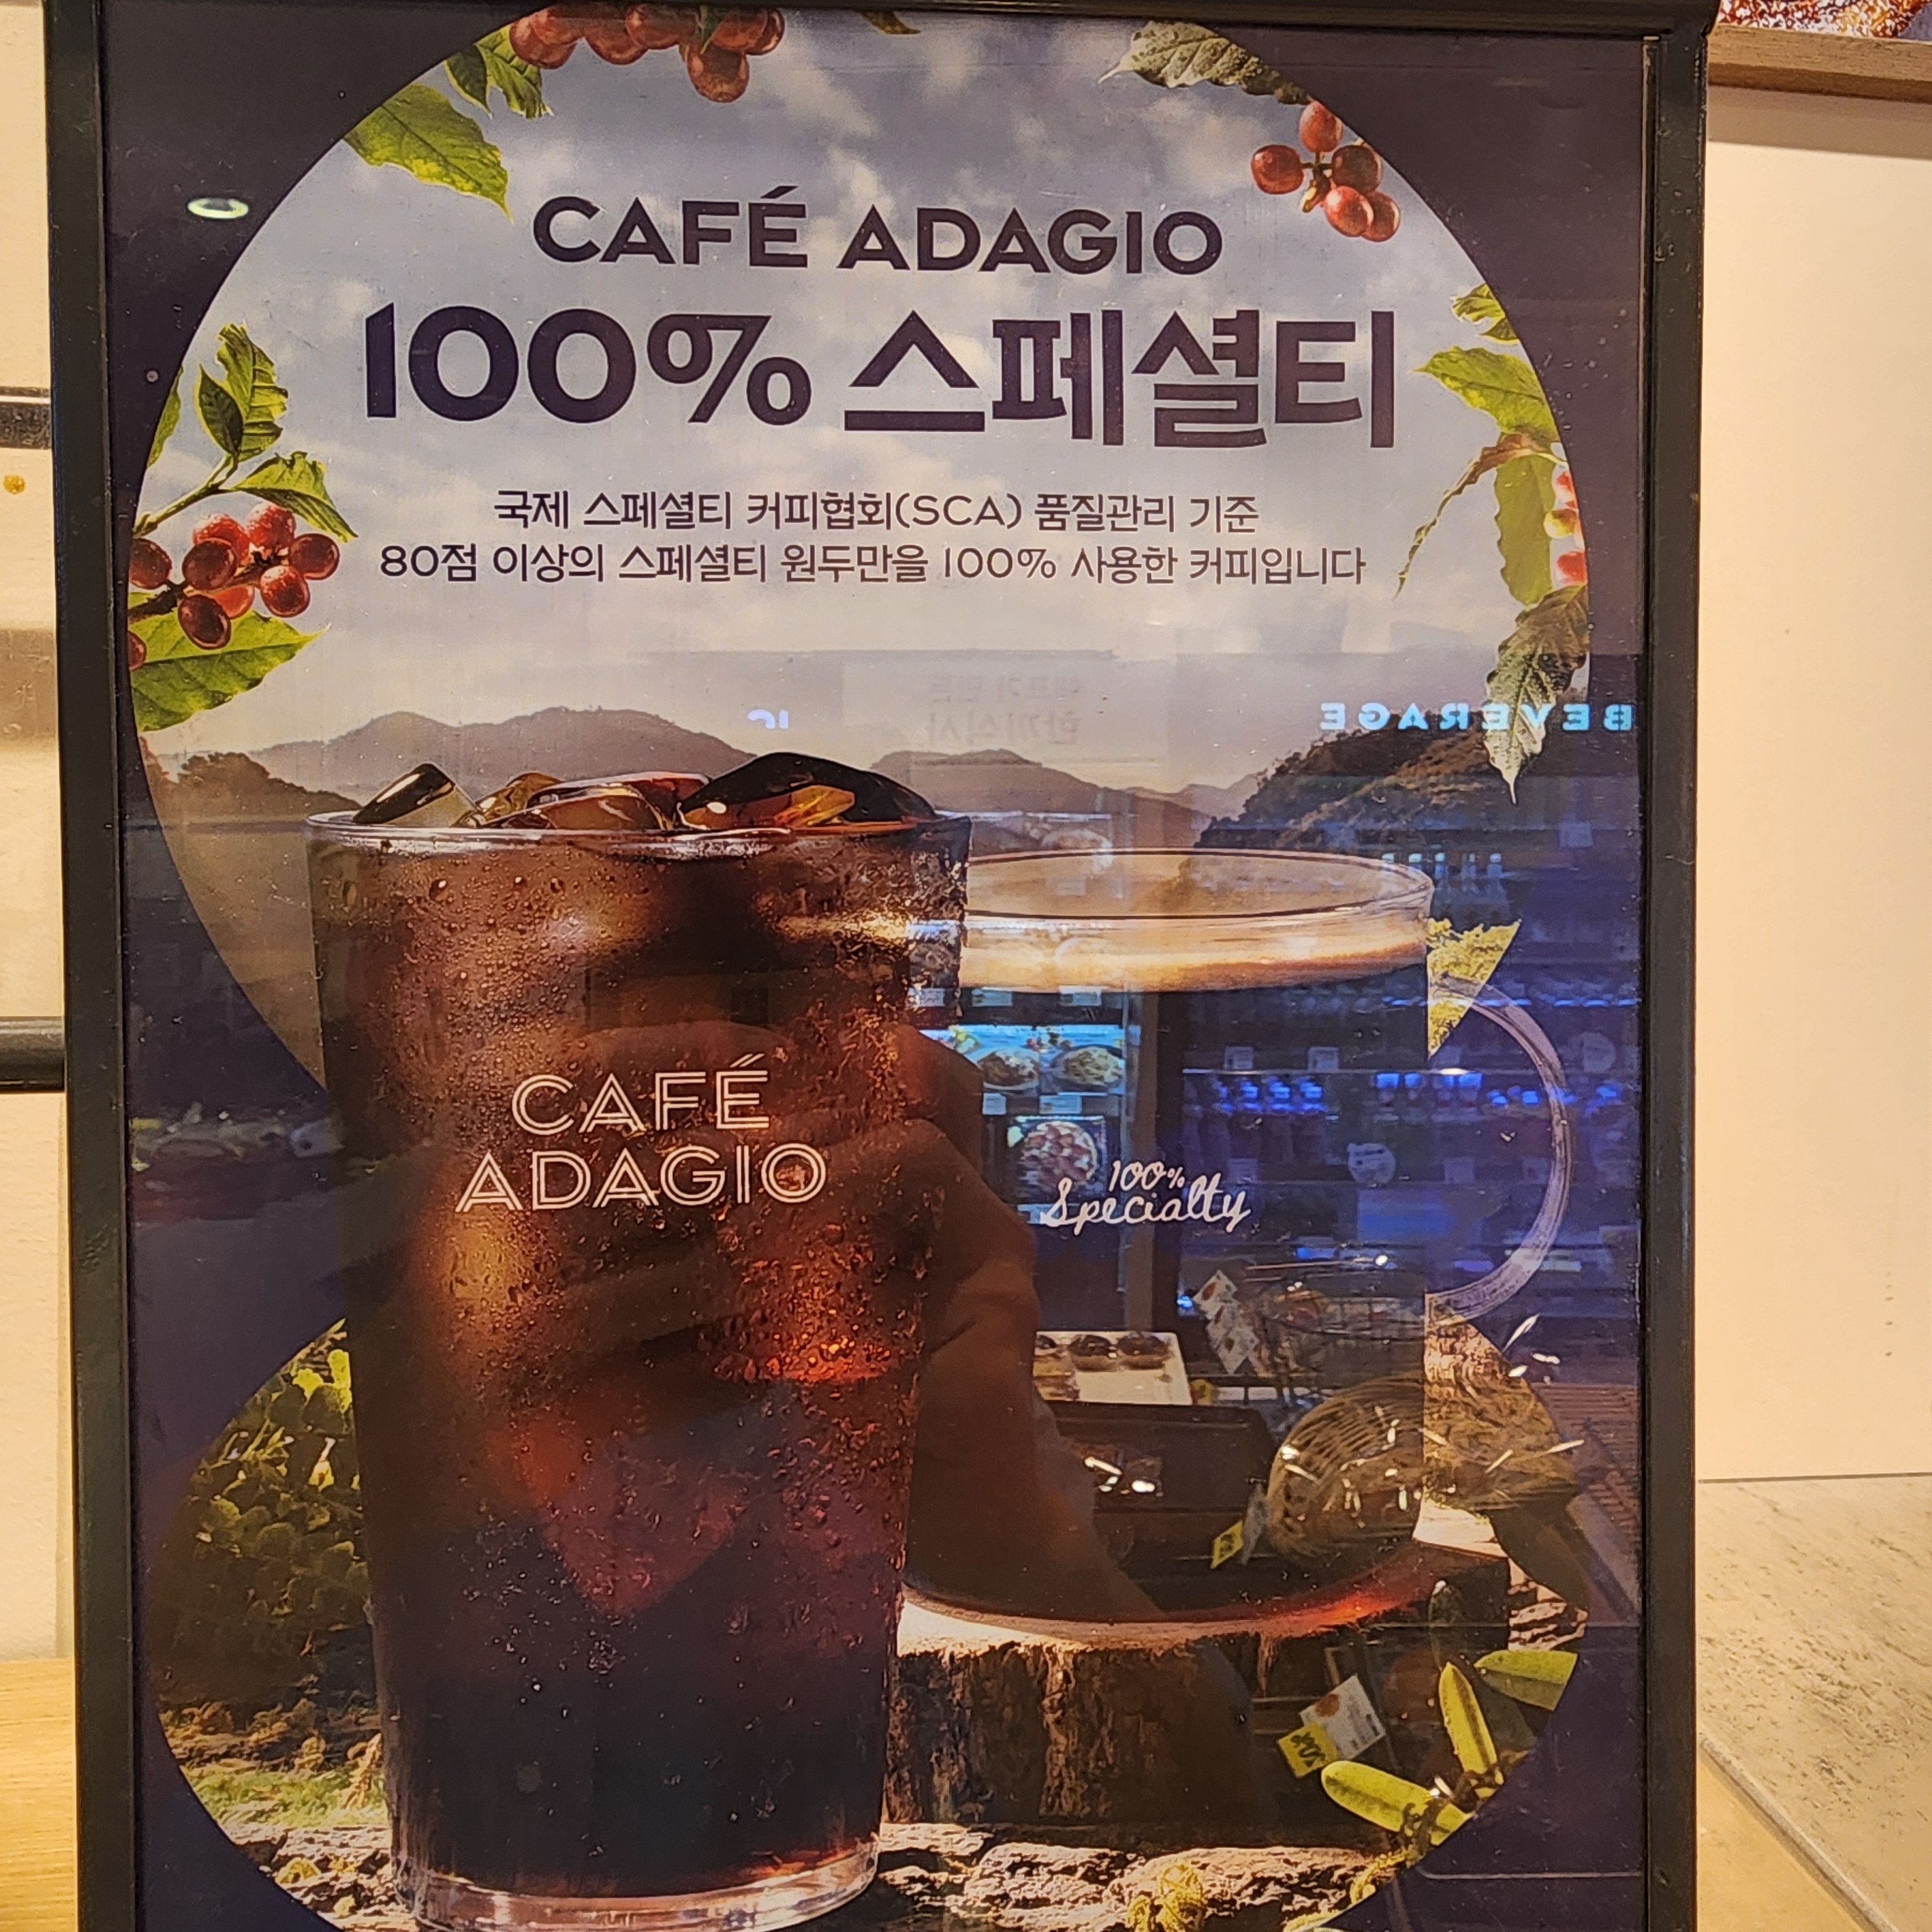 CAFÉ ADAGIO
100% 스페셜티
국제 스페셜티 커피협회(SCA) 품질관리 기준
80점 이상의 스페셜티 원두만을 100% 사용한 커피입니다
BEVERAGE
CAFÉ
ADAGIO
100%
Specialty